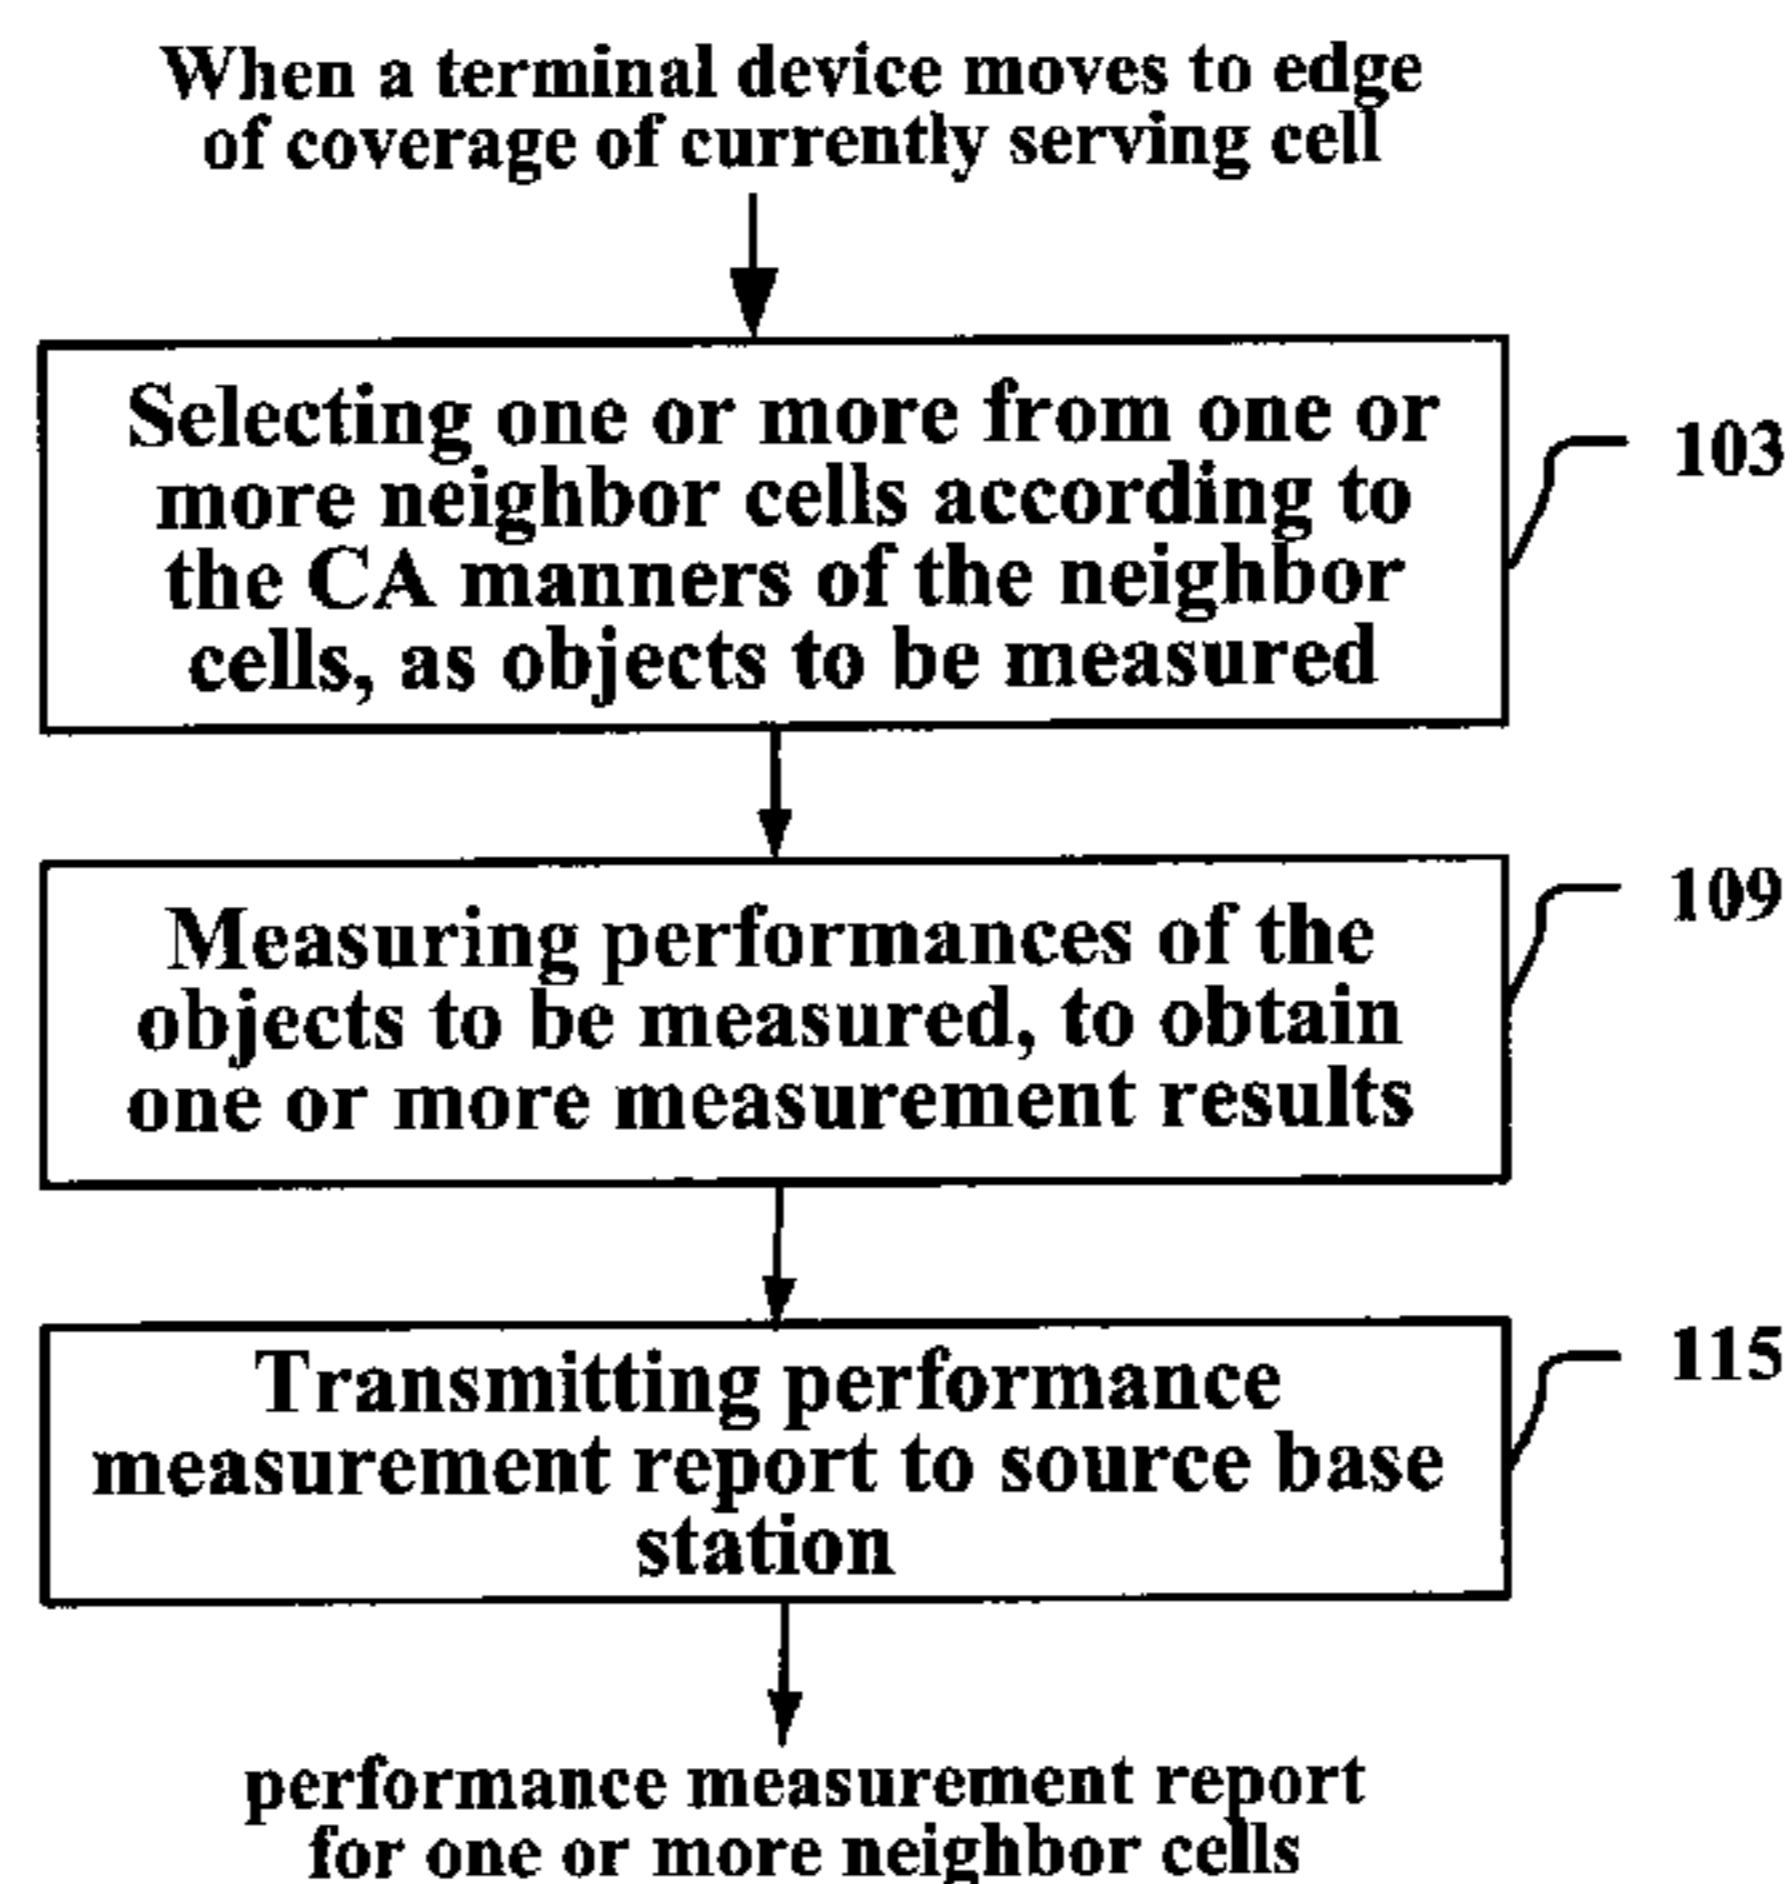 When a terminal device moves to edge
of coverage of currently serving cell
Selecting one or more from one or
more neighbor cells according to
the CA manners of the neighbor
cells, as objects to be measured
103
Measuring performances of the
objects to be measured, to obtain
one or more measurement results
109
Transmitting performance
measurement report to source base
station
115
performance measurement report
for one or more neighbor cells